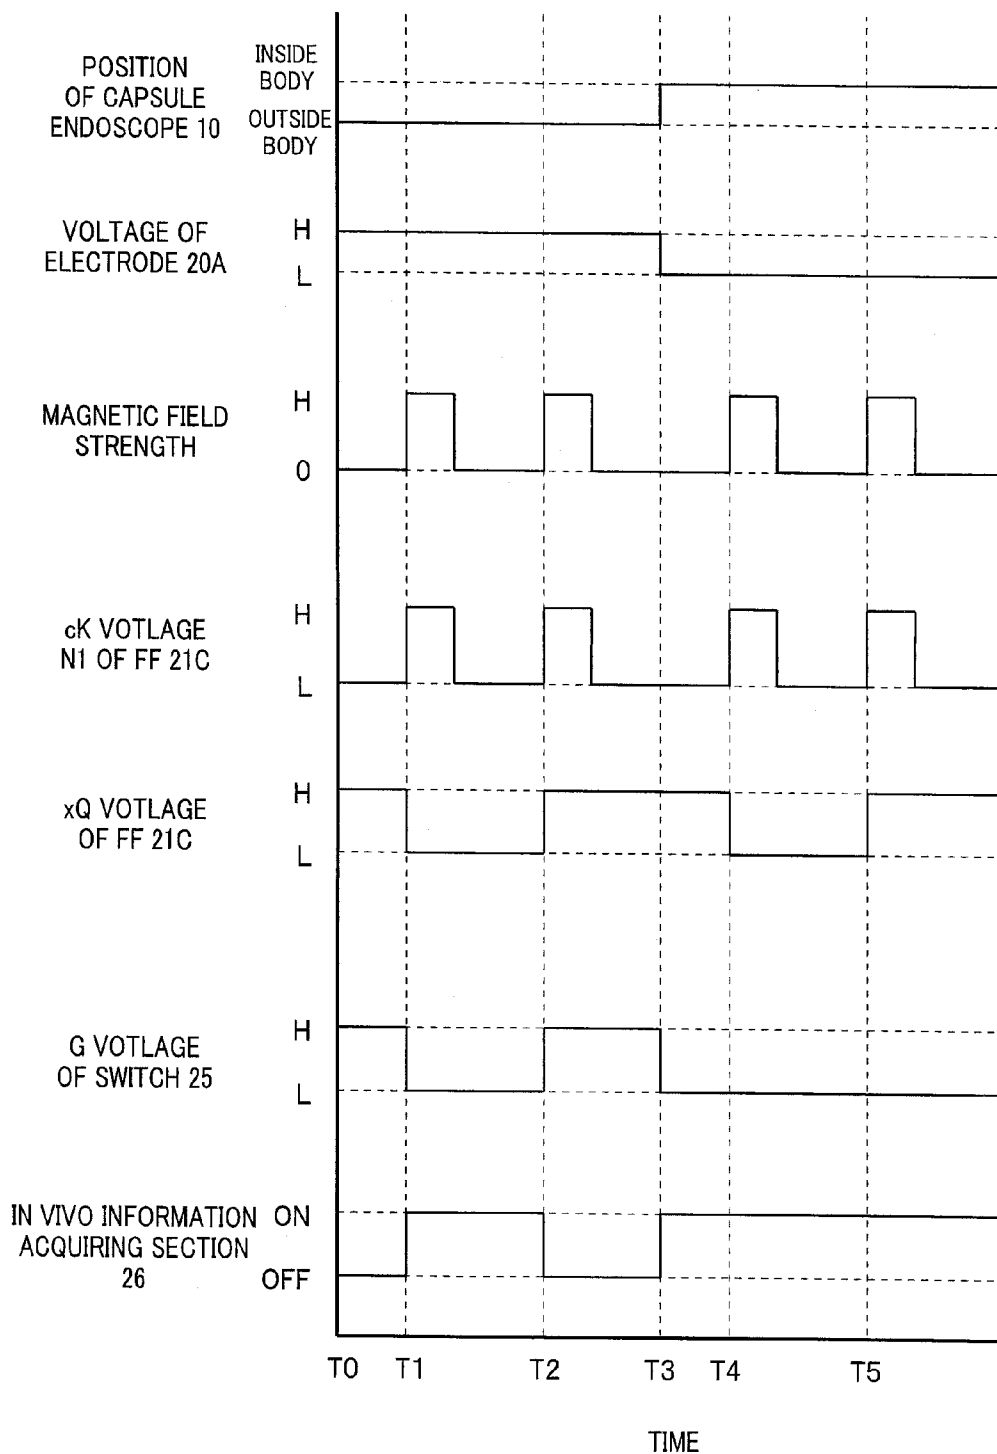 POSITION
OF CAPSULE
ENDOSCOPE 10
INSIDE
BODY
OUTSIDE
BODY
VOLTAGE OF
ELECTRODE 20A
H
L
MAGNETIC FIELD
STRENGTH
H
0
cK VOTLAGE
N1 OF FF 21C
H
L
xQ VOTLAGE
OF FF 21C
H
L
G VOTLAGE
OF SWITCH 25
H
L
IN VIVO INFORMATION
ACQUIRING SECTION
26
ON
OFF
T0 T1 T2 T3 T4 T5
TIME